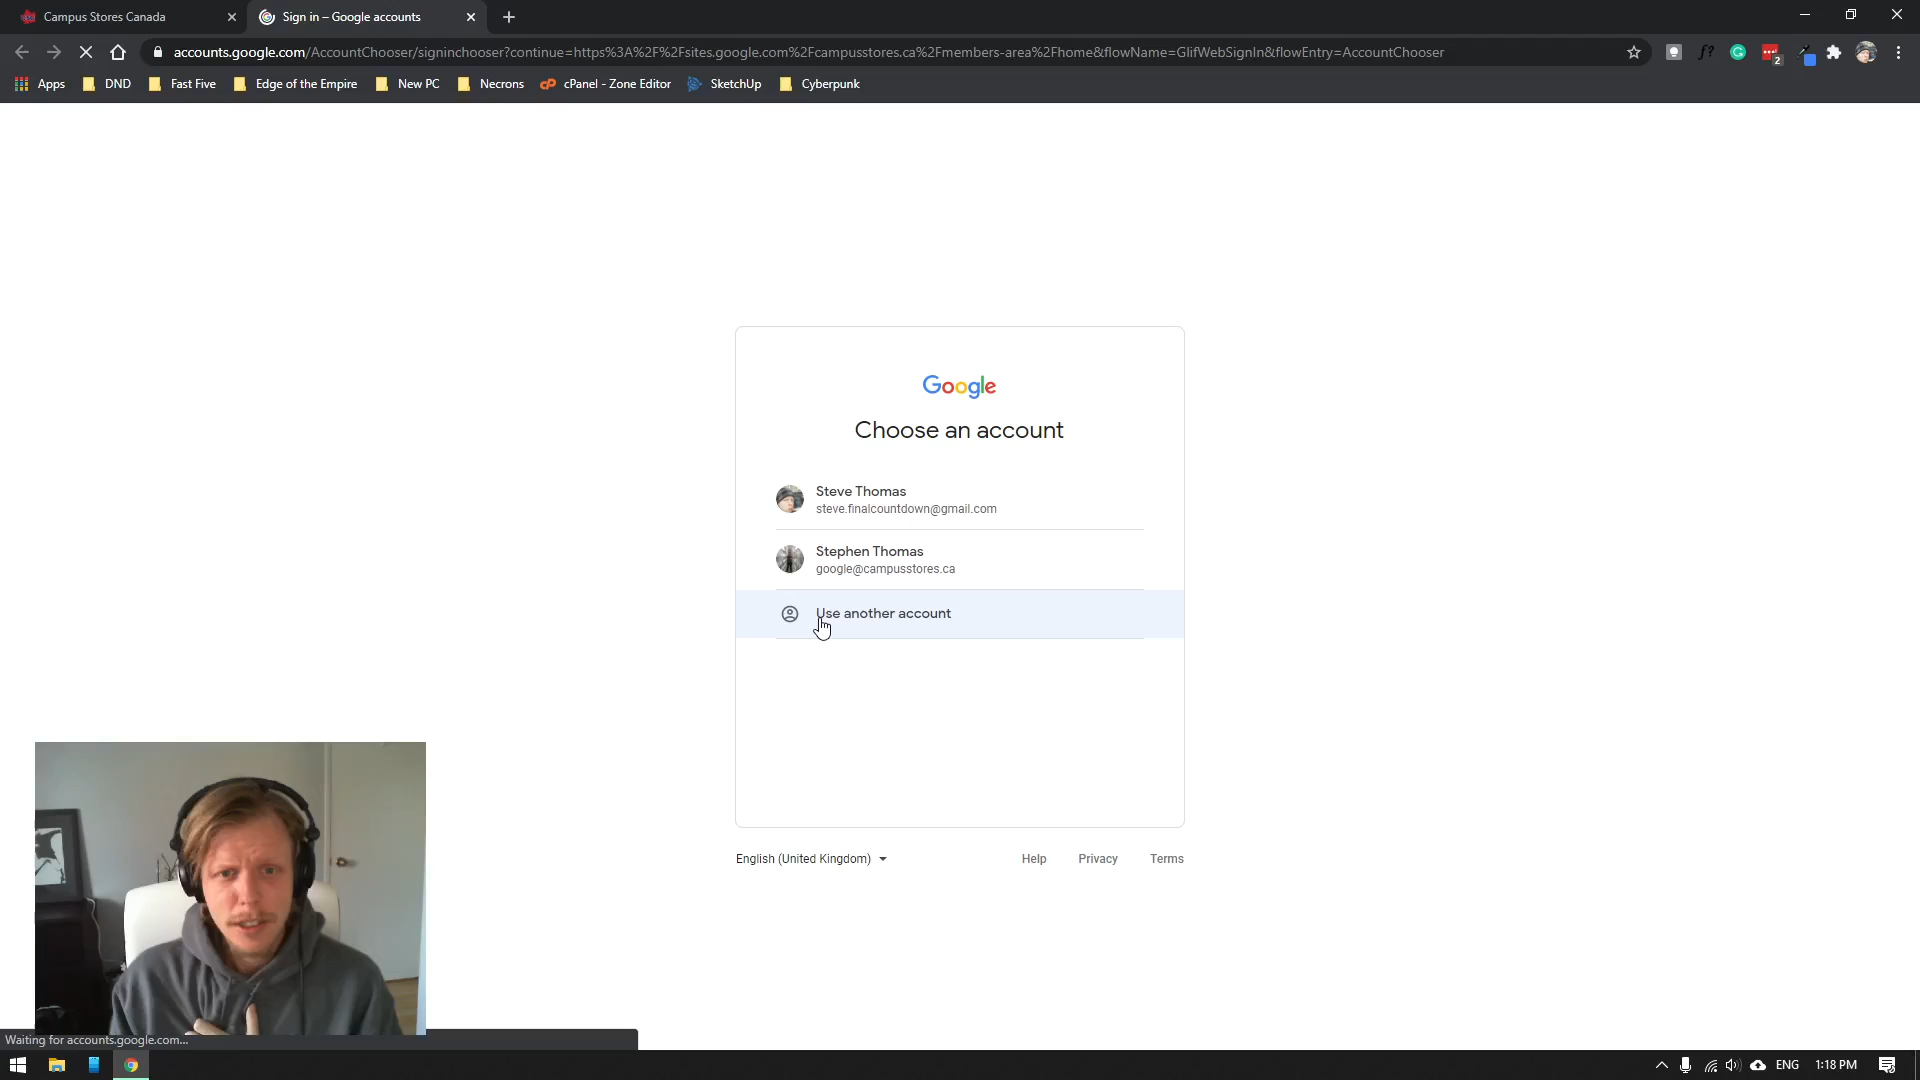 Campus Stores Canada
Sign in – Google accounts
accounts.google.com/AccountChooser/signinchooser?continue=https%3A%2F%2Fsites.google.com%2Fcampusstores.ca%2Fmembers-area%2Fhome&flowName=GlifWebSignIn&flowEntry=AccountChooser
f?
2
Apps
DND
Fast Five
Edge of the Empire
New PC
Necrons
cP
cPanel - Zone Editor
SketchUp
Cyberpunk
Google
Choose an account
Steve Thomas
steve.finalcountdown@gmail.com
Stephen Thomas
google@campusstores.ca
Use another account
English (United Kingdom)
Help
Privacy
Terms
Waiting for accounts.google.com...
ENG
1:18 PM